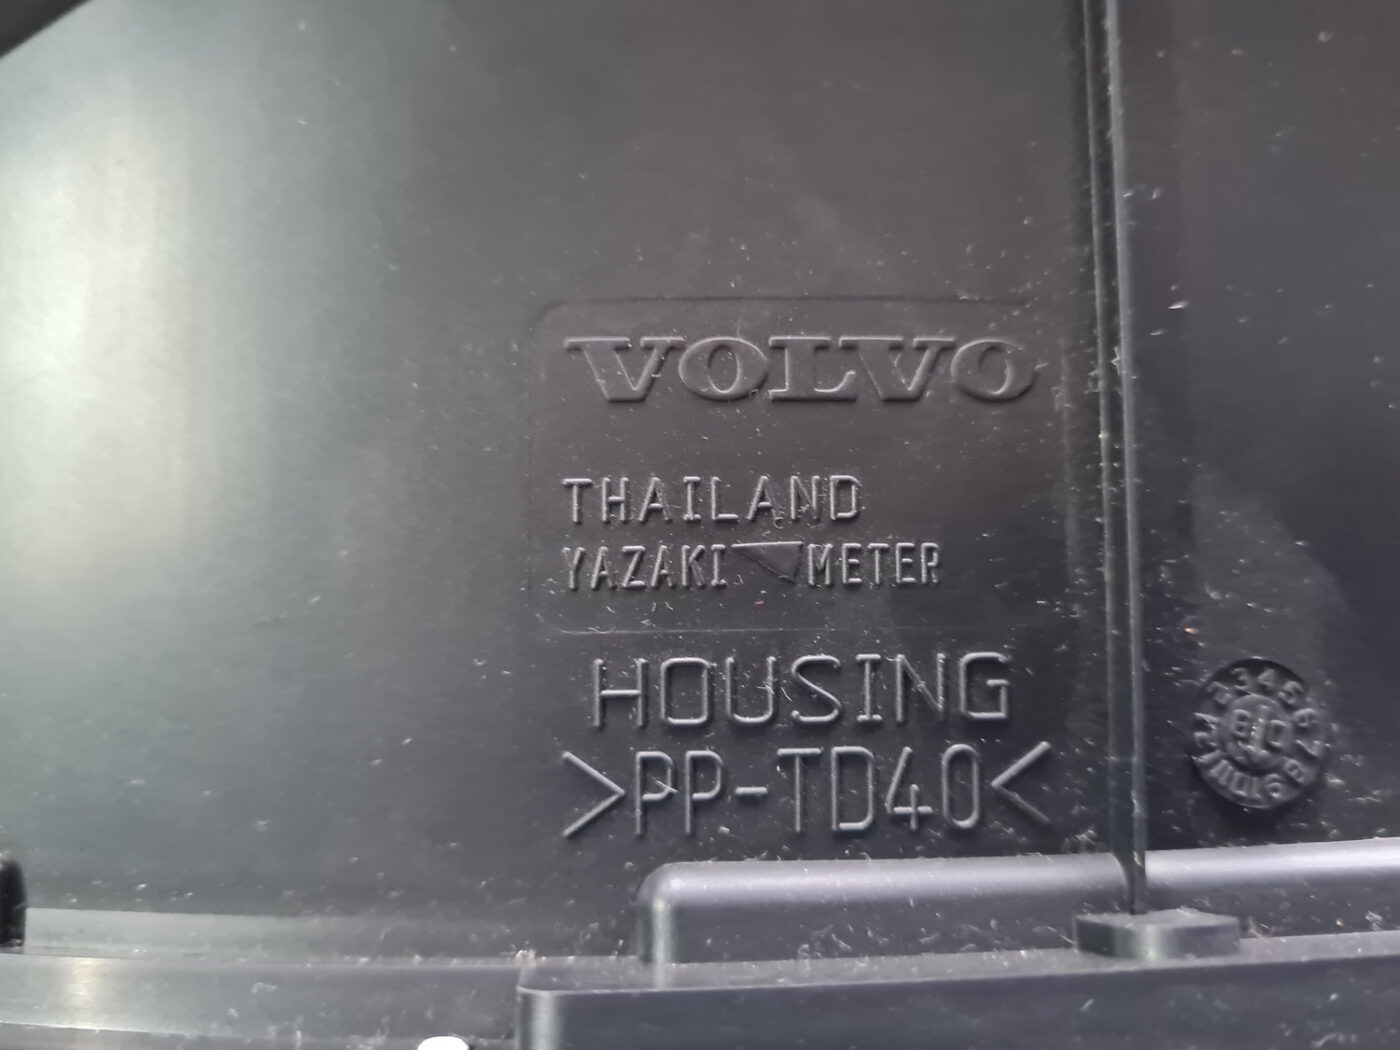 VOLVO
THAILAND
YAZAKI METER
HOUSING
>PP-TD40<